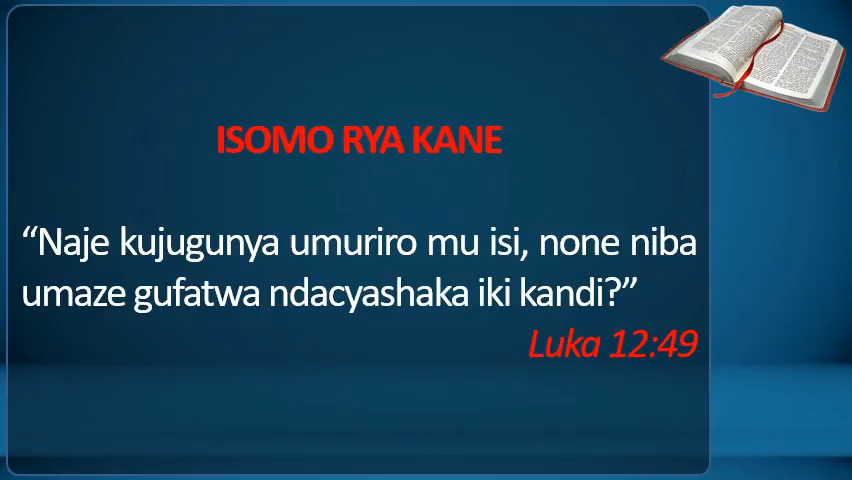 ISOMO RYA KANE
“Naje kujugunya umuriro mu isi, none niba
umaze gufatwa ndacyashaka iki kandi?”
Luka 12:49